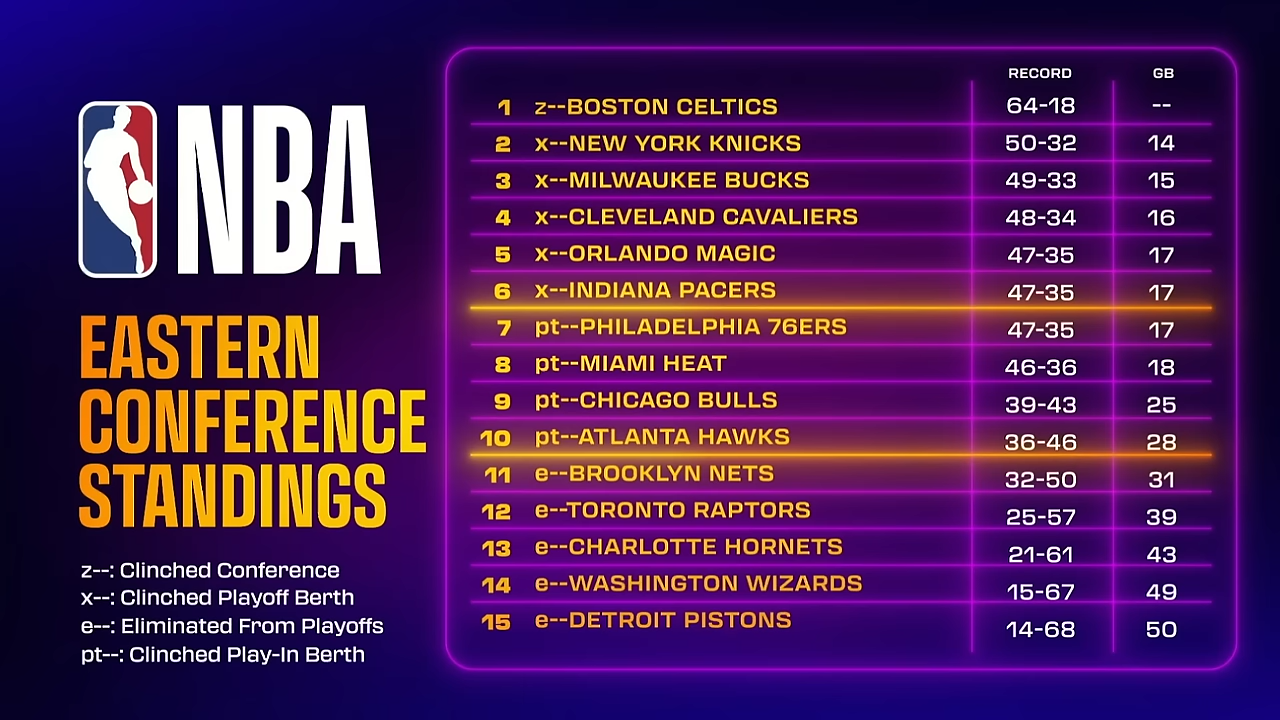 NBA
EASTERN
CONFERENCE
STANDINGS
z--: Clinched Conference
x--: Clinched Playoff Berth
e--: Eliminated From Playoffs
pt--: Clinched Play-In Berth
RECORD GB
1 z--BOSTON CELTICS 64-18 --
2 x--NEW YORK KNICKS 50-32 14
3 x--MILWAUKEE BUCKS 49-33 15
4 x--CLEVELAND CAVALIERS 48-34 16
5 x--ORLANDO MAGIC 47-35 17
6 x--INDIANA PACERS 47-35 17
7 pt--PHILADELPHIA 76ERS 47-35 17
8 pt--MIAMI HEAT 46-36 18
9 pt--CHICAGO BULLS 39-43 25
10 pt--ATLANTA HAWKS 36-46 28
11 e--BROOKLYN NETS 32-50 31
12 e--TORONTO RAPTORS 25-57 39
13 e--CHARLOTTE HORNETS 21-61 43
14 e--WASHINGTON WIZARDS 15-67 49
15 e--DETROIT PISTONS 14-68 50